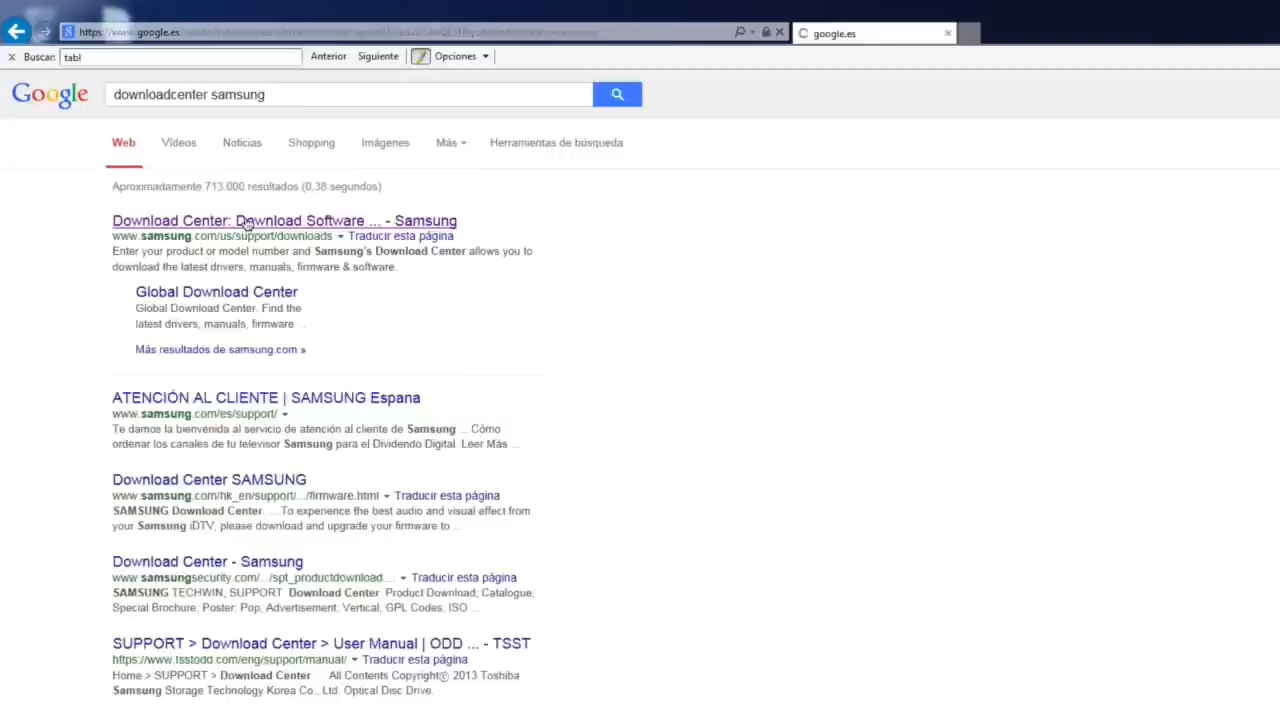 https://www.google.es
google.es
Buscar: tabl Anterior Siguiente Opciones
Google downloadcenter samsung
Web Vídeos Noticias Shopping Imágenes Más Herramientas de búsqueda
Aproximadamente 713.000 resultados (0,38 segundos)
Download Center: Download Software ... - Samsung
www.samsung.com/us/support/downloads Traducir esta página
Enter your product or model number and Samsung's Download Center allows you to
download the latest drivers, manuals, firmware & software.
Global Download Center
Global Download Center. Find the
latest drivers, manuals, firmware ...
Más resultados de samsung.com »
ATENCIÓN AL CLIENTE | SAMSUNG Espana
www.samsung.com/es/support/
Te damos la bienvenida al servicio de atención al cliente de Samsung ... Cómo
ordenar los canales de tu televisor Samsung para el Dividendo Digital. Leer Más ...
Download Center SAMSUNG
www.samsung.com/hk_en/support/.../firmware.html Traducir esta página
SAMSUNG Download Center. ... To experience the best audio and visual effect from
your Samsung iDTV, please download and upgrade your firmware to ...
Download Center - Samsung
www.samsungsecurity.com/.../spt_productdownload.... Traducir esta página
SAMSUNG TECHWIN, SUPPORT Download Center Product Download; Catalogue,
Special Brochure, Poster: Pop, Advertisement: Vertical, GPL Codes, ISO ...
SUPPORT > Download Center > User Manual | ODD ... - TSST
https://www.tsstodd.com/eng/support/manual/ Traducir esta página
Home > SUPPORT > Download Center All Contents Copyrightⓒ 2013 Toshiba
Samsung Storage Technology Korea Co., Ltd. Optical Disc Drive.